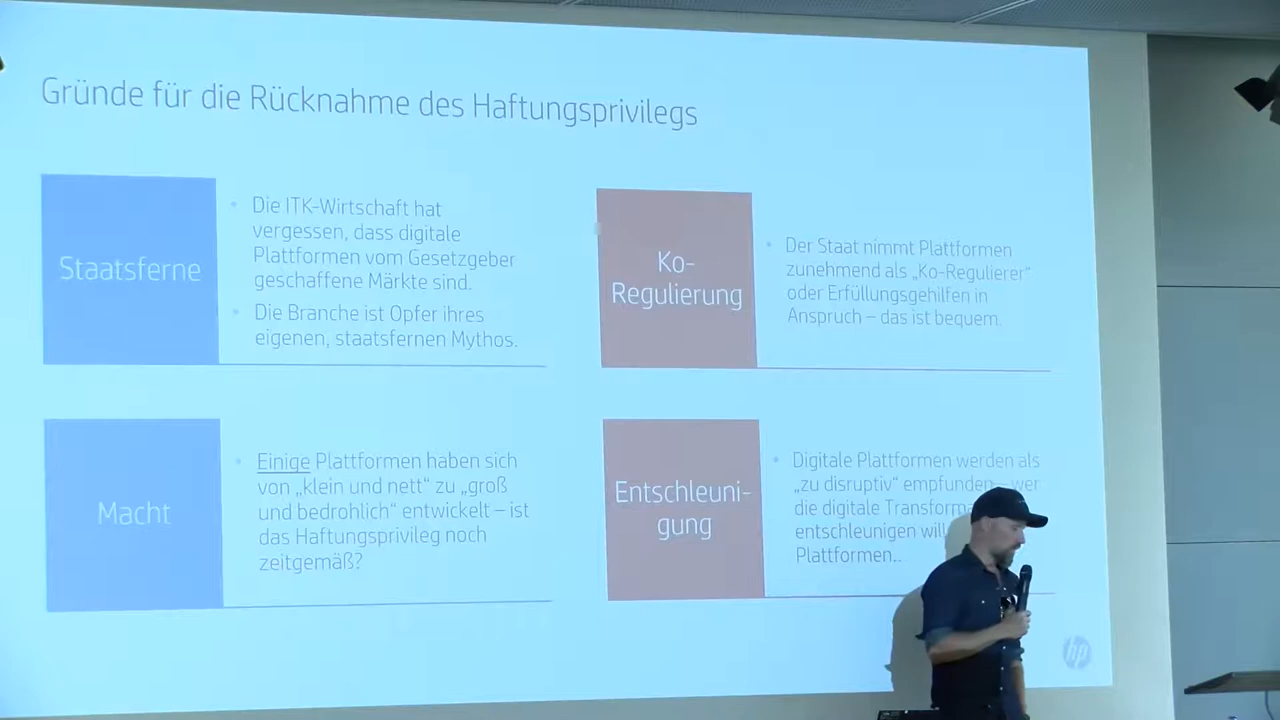 Gründe für die Rücknahme des Haftungsprivilegs
Staatsferne
• Die ITK-Wirtschaft hat
vergessen, dass digitale
Plattformen vom Gesetzgeber
geschaffene Märkte sind.
• Die Branche ist Opfer ihres
eigenen, staatsfernen Mythos.
Ko-
Regulierung
• Der Staat nimmt Plattformen
zunehmend als „Ko-Regulierer“
oder Erfüllungsgehilfen in
Anspruch – das ist bequem.
Macht
• Einige Plattformen haben sich
von „klein und nett“ zu „groß
und bedrohlich“ entwickelt – ist
das Haftungsprivileg noch
zeitgemäß?
Entschleuni-
gung
• Digitale Plattformen werden als
„zu disruptiv“ empfunden – wer
die digitale
entschleunigen will
Plattformen..
hp